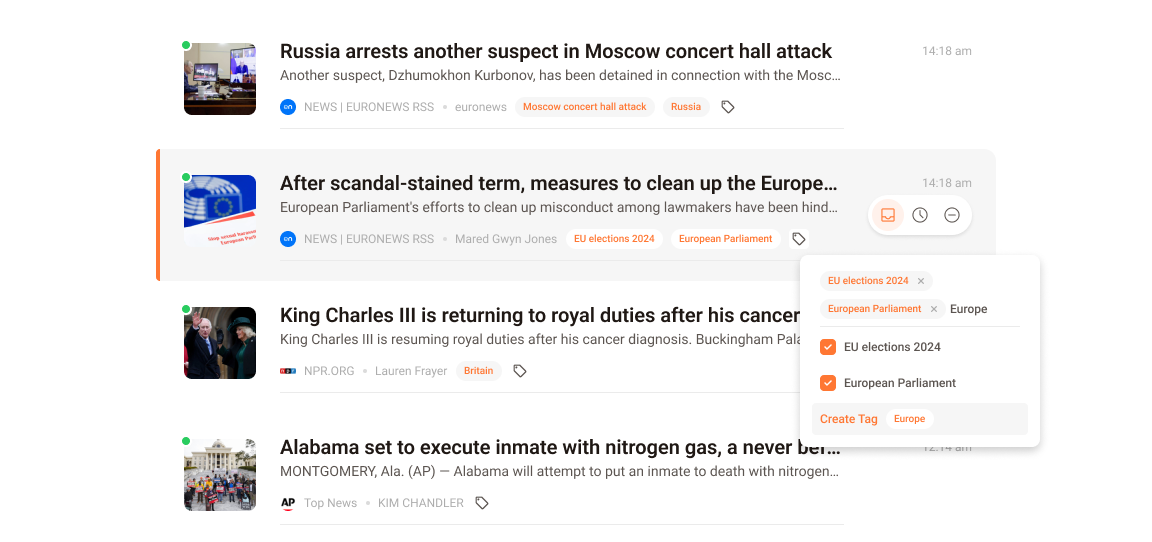 Russia arrests another suspect in Moscow concert hall attack
14:18 am
Another suspect, Dzhumokhon Kurbonov, has been detained in connection with the Mosc...
en NEWS | EURONEWS RSS • euronews Moscow concert hall attack Russia
After scandal-stained term, measures to clean up the Europe...
14:18 am
European Parliament's efforts to clean up misconduct among lawmakers have been hind...
en NEWS | EURONEWS RSS • Mared Gwyn Jones EU elections 2024 European Parliament
EU elections 2024 ×
European Parliament × Europe
EU elections 2024
European Parliament
Create Tag Europe
King Charles III is returning to royal duties after his cancer
King Charles III is resuming royal duties after his cancer diagnosis. Buckingham Pala
NPR.ORG • Lauren Frayer Britain
Alabama set to execute inmate with nitrogen gas, a never bef...
12:14 am
MONTGOMERY, Ala. (AP) — Alabama will attempt to put an inmate to death with nitrogen...
AP Top News • KIM CHANDLER